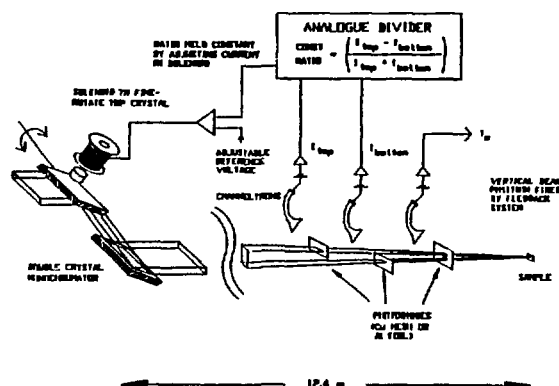 ANALOGUE DIVIDER
CONST
RATIO
=
I top - I bottom
I top + I bottom
RATIO HELD CONSTANT
BY ADJUSTING CURRENT
IN SOLENOID
SOLENOID TO FINE-
ROTATE TOP CRYSTAL
ADJUSTABLE
REFERENCE
VOLTAGE
I top
I bottom
I o
CHANNELTRONS
VERTICAL BEAM
POSITION FIXED
BY FEEDBACK
SYSTEM
DOUBLE CRYSTAL
MONOCHROMATOR
PHOTODIODES
(CU MESH OR
AL FOIL)
SAMPLE
12.4 m